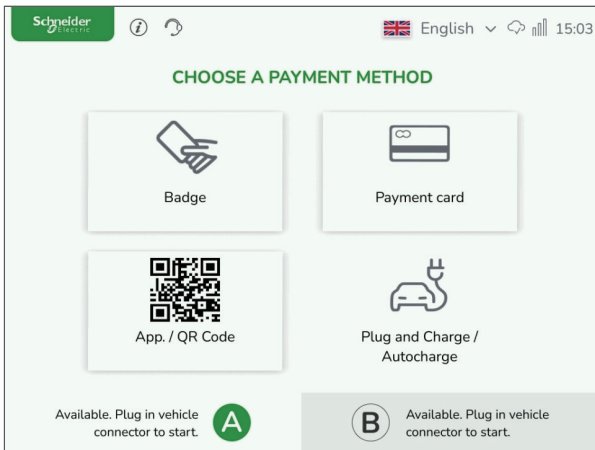 Schneider
Electric
English
15:03
CHOOSE A PAYMENT METHOD
Badge
Payment card
App. / QR Code
Plug and Charge /
Autocharge
Available. Plug in vehicle
connector to start.
A
B
Available. Plug in vehicle
connector to start.